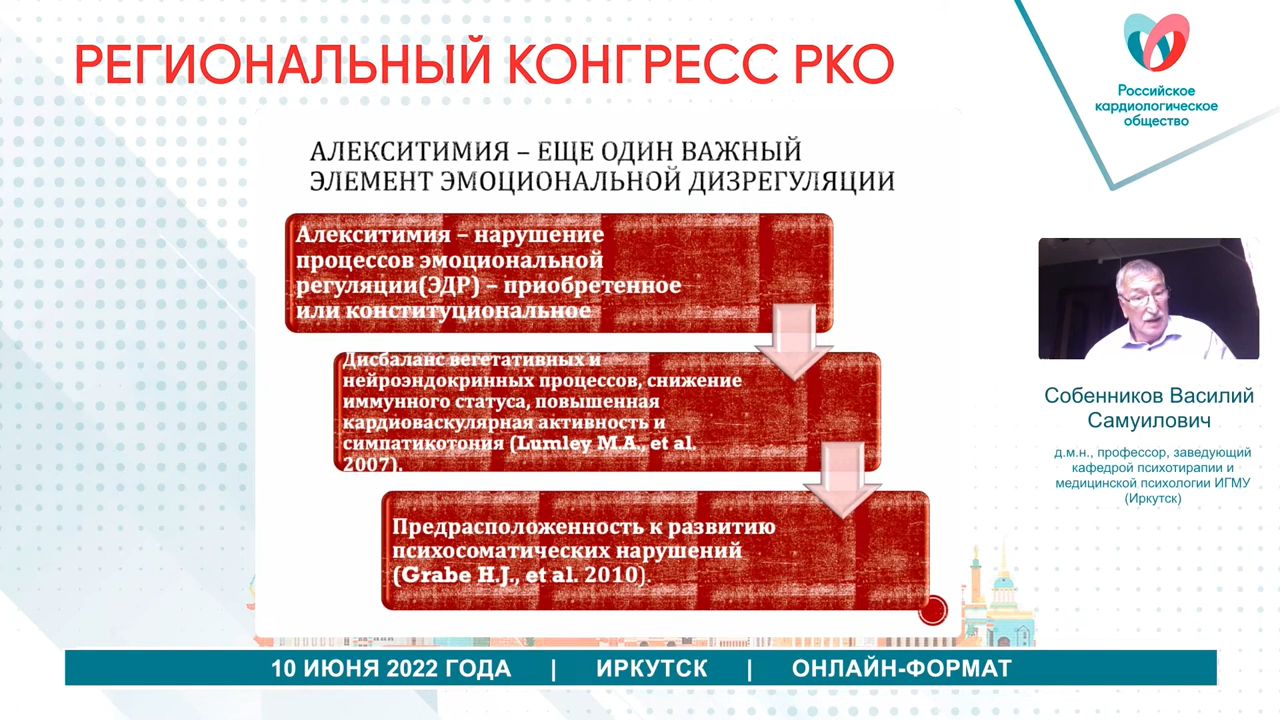 РЕГИОНАЛЬНЫЙ КОНГРЕСС РКО
Российское
кардиологическое
общество
АЛЕКСИТИМИЯ – ЕЩЕ ОДИН ВАЖНЫЙ
ЭЛЕМЕНТ ЭМОЦИОНАЛЬНОЙ ДИЗРЕГУЛЯЦИИ
Алекситимия – нарушение
процессов эмоциональной
регуляции(ЭДР) – приобретенное
или конституциональное
Дисбаланс вегетативных и
нейроэндокринных процессов, снижение
иммунного статуса, повышенная
кардиоваскулярная активность и
симпатикотония (Lumley M.A., et al.
2007).
Предрасположенность к развитию
психосоматических нарушений
(Grabe H.J., et al. 2010).
Собенников Василий
Самуилович
д.м.н., профессор, заведующий
кафедрой психотирапии и
медицинской психологии ИГМУ
(Иркутск)
10 ИЮНЯ 2022 ГОДА | ИРКУТСК | ОНЛАЙН-ФОРМАТ